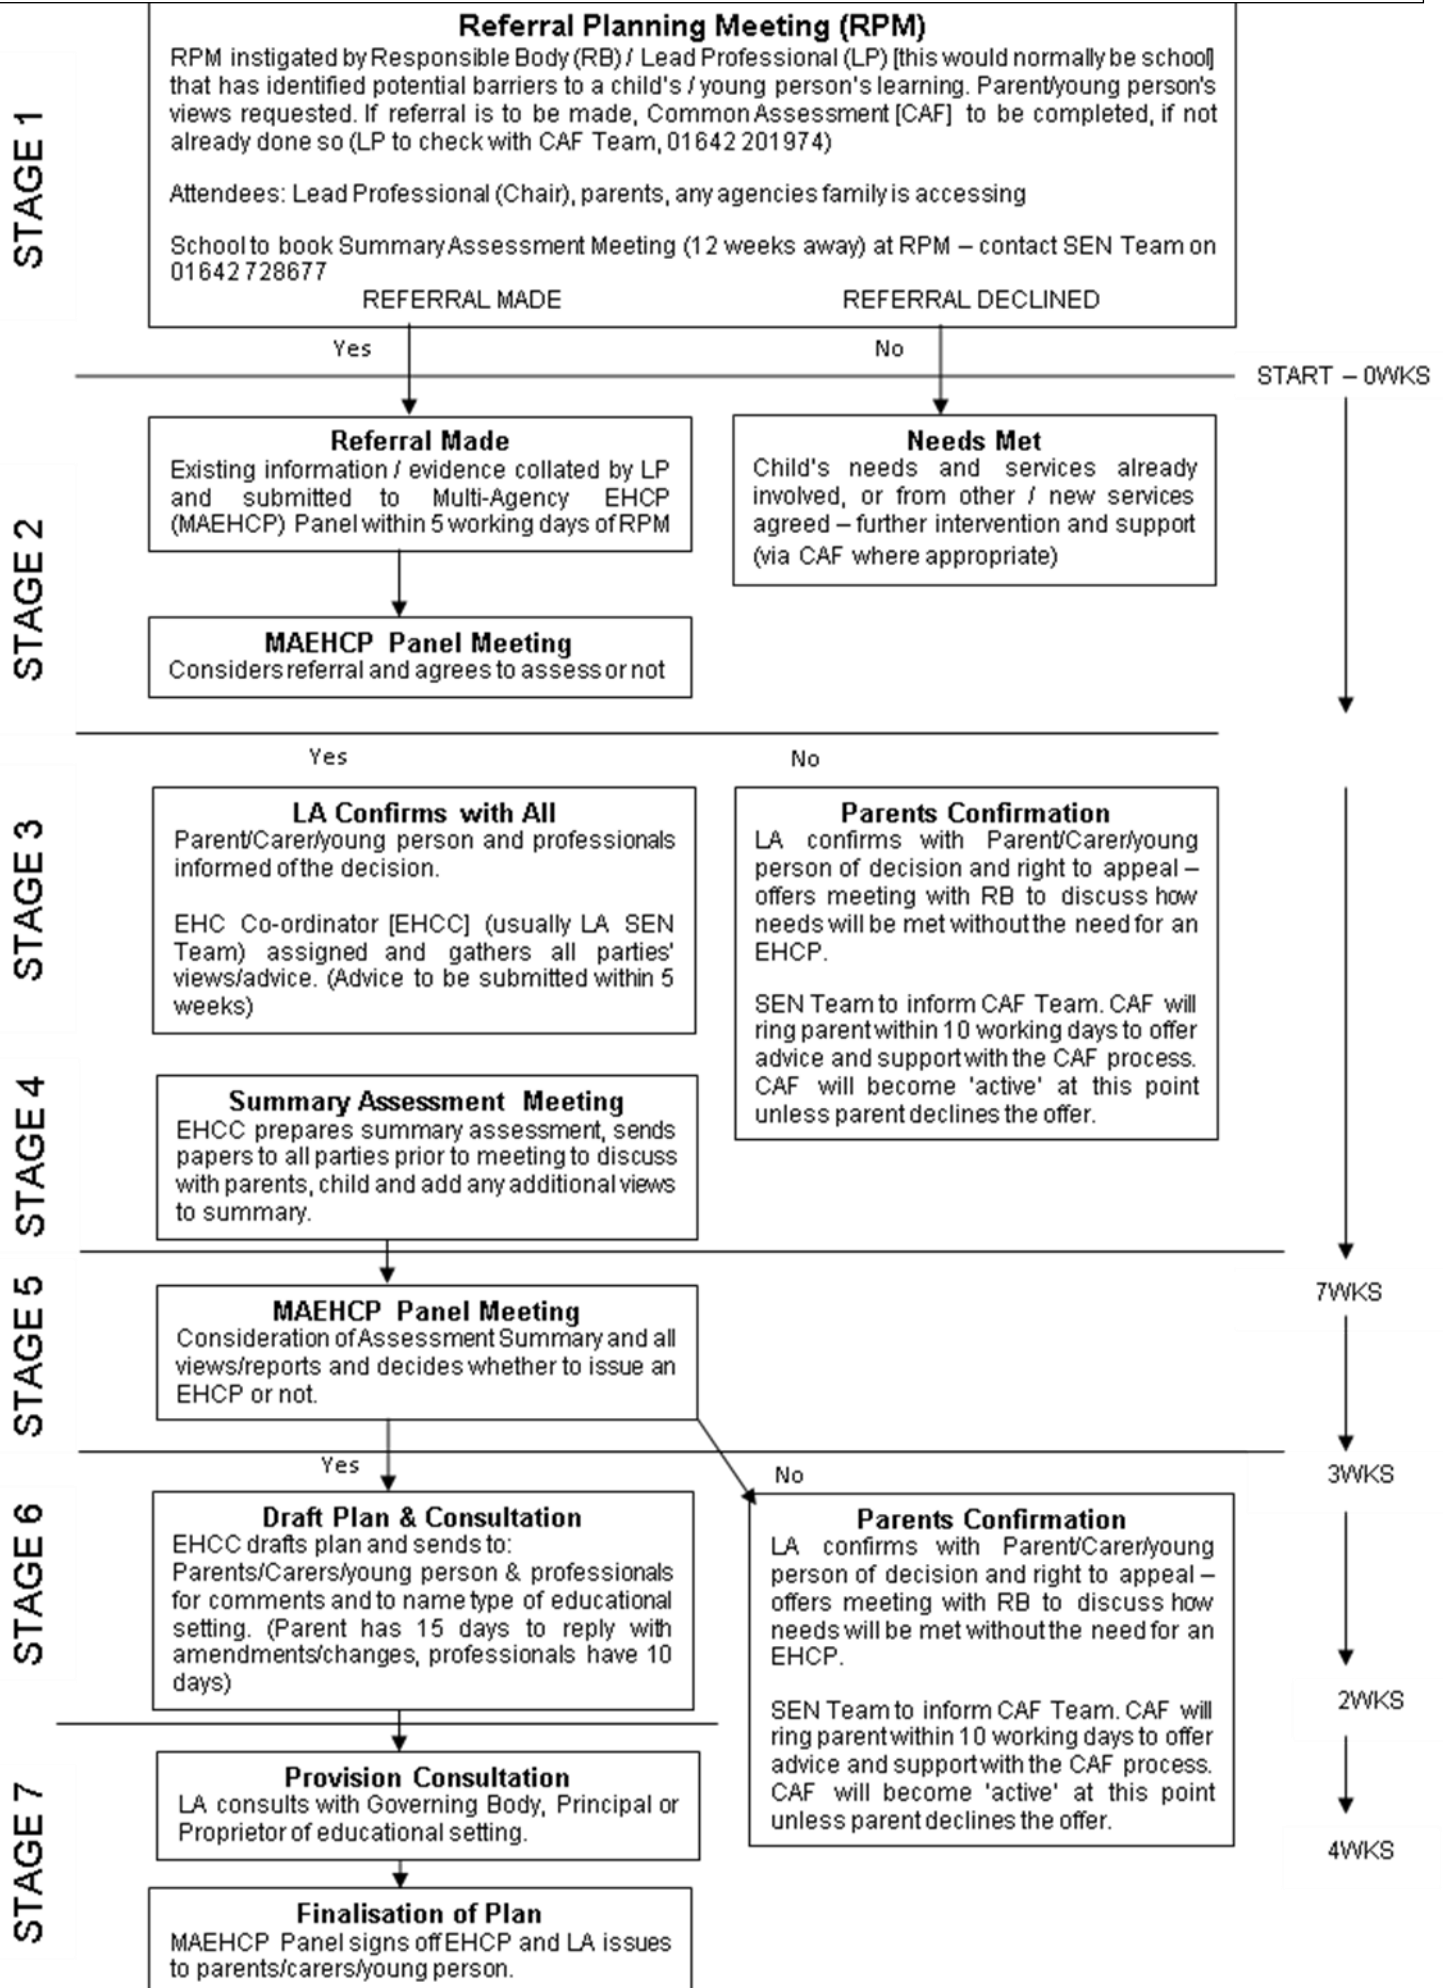 Referral Planning Meeting (RPM)
RPM instigated by Responsible Body (RB) / Lead Professional (LP) [this would normally be school]
that has identified potential barriers to a child's / young person's learning. Parent/young person's
views requested. If referral is to be made, Common Assessment [CAF] to be completed, if not
already done so (LP to check with CAF Team, 01642 201974)
Attendees: Lead Professional (Chair), parents, any agencies family is accessing
School to book Summary Assessment Meeting (12 weeks away) at RPM – contact SEN Team on
01642 728677
REFERRAL MADE
REFERRAL DECLINED
STAGE 1
Yes
No
START – 0WKS
STAGE 2
Referral Made
Existing information / evidence collated by LP
and submitted to Multi-Agency EHCP
(MAEHCP) Panel within 5 working days of RPM
Needs Met
Child's needs and services already
involved, or from other / new services
agreed – further intervention and support
(via CAF where appropriate)
MAEHCP Panel Meeting
Considers referral and agrees to assess or not
Yes
No
STAGE 3
LA Confirms with All
Parent/Carer/young person and professionals
informed of the decision.
EHC Co-ordinator [EHCC] (usually LA SEN
Team) assigned and gathers all parties'
views/advice. (Advice to be submitted within 5
weeks)
Parents Confirmation
LA confirms with Parent/Carer/young
person of decision and right to appeal –
offers meeting with RB to discuss how
needs will be met without the need for an
EHCP.
SEN Team to inform CAF Team. CAF will
ring parent within 10 working days to offer
advice and support with the CAF process.
CAF will become 'active' at this point
unless parent declines the offer.
STAGE 4
Summary Assessment Meeting
EHCC prepares summary assessment, sends
papers to all parties prior to meeting to discuss
with parents, child and add any additional views
to summary.
STAGE 5
7WKS
MAEHCP Panel Meeting
Consideration of Assessment Summary and all
views/reports and decides whether to issue an
EHCP or not.
Yes
No
3WKS
STAGE 6
Draft Plan & Consultation
EHCC drafts plan and sends to:
Parents/Carers/young person & professionals
for comments and to name type of educational
setting. (Parent has 15 days to reply with
amendments/changes, professionals have 10
days)
Parents Confirmation
LA confirms with Parent/Carer/young
person of decision and right to appeal –
offers meeting with RB to discuss how
needs will be met without the need for an
EHCP.
SEN Team to inform CAF Team. CAF will
ring parent within 10 working days to offer
advice and support with the CAF process.
CAF will become 'active' at this point
unless parent declines the offer.
2WKS
STAGE 7
Provision Consultation
LA consults with Governing Body, Principal or
Proprietor of educational setting.
4WKS
Finalisation of Plan
MAEHCP Panel signs off EHCP and LA issues
to parents/carers/young person.